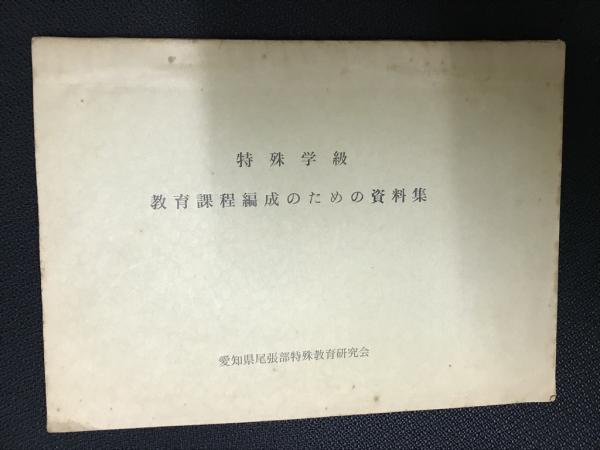 特殊学級
教育課程編成のための資料集
愛知県尾張部特殊教育研究会